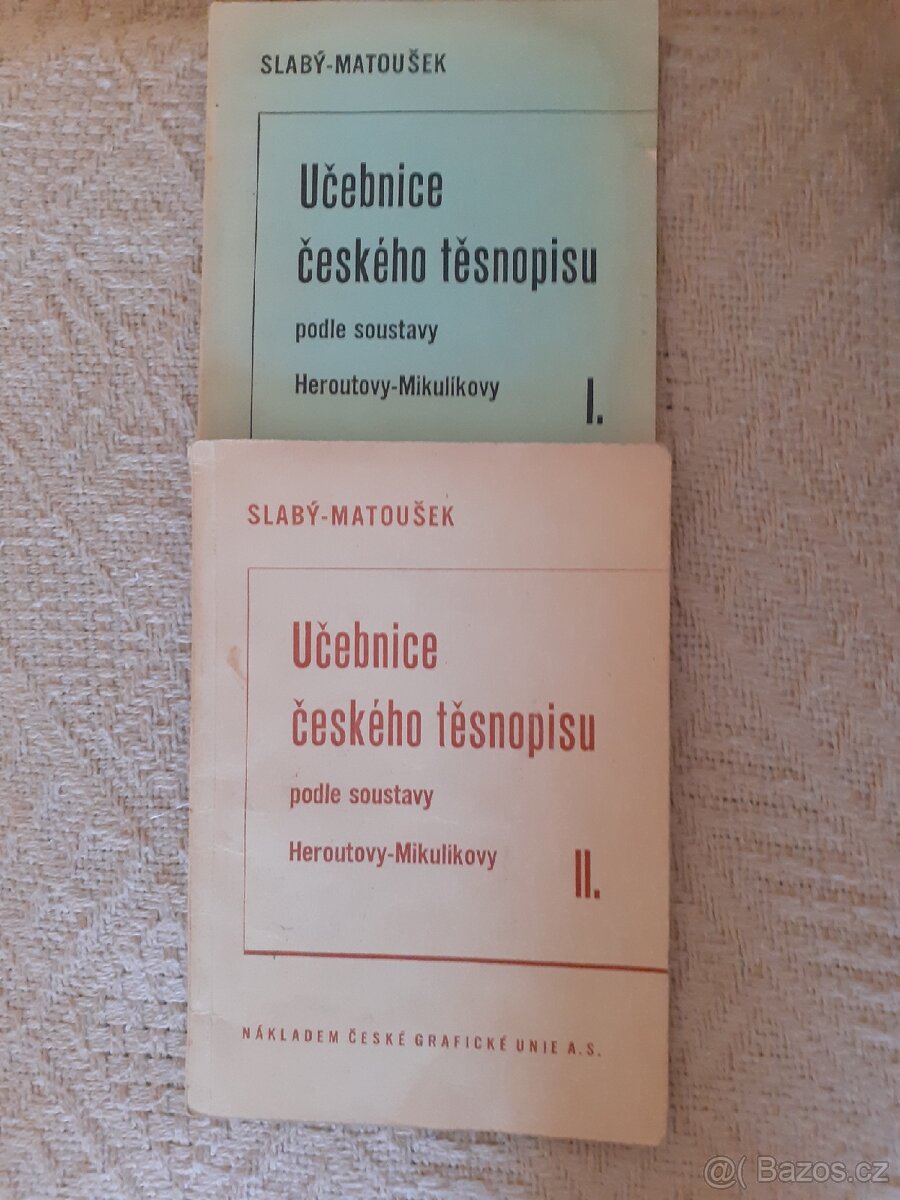 SLABÝ-MATOUŠEK
Učebnice
českého těsnopisu
podle soustavy
Heroutovy-Mikulíkovy
I.
SLABÝ-MATOUŠEK
Učebnice
českého těsnopisu
podle soustavy
Heroutovy-Mikulíkovy
II.
NÁKLADEM ČESKÉ GRAFICKÉ UNIE A. S.
@( Bazos.cz